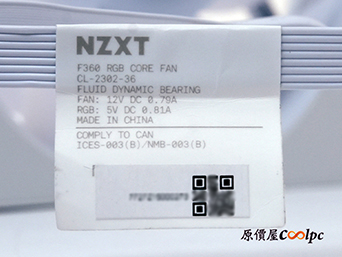 NZXT
F360 RGB CORE FAN
CL-2302-36
FLUID DYNAMIC BEARING
FAN: 12V DC 0.79A
RGB: 5V DC 0.81A
MADE IN CHINA
COMPLY TO CAN
ICES-003(B)/NMB-003(B)
原價屋Coolpc